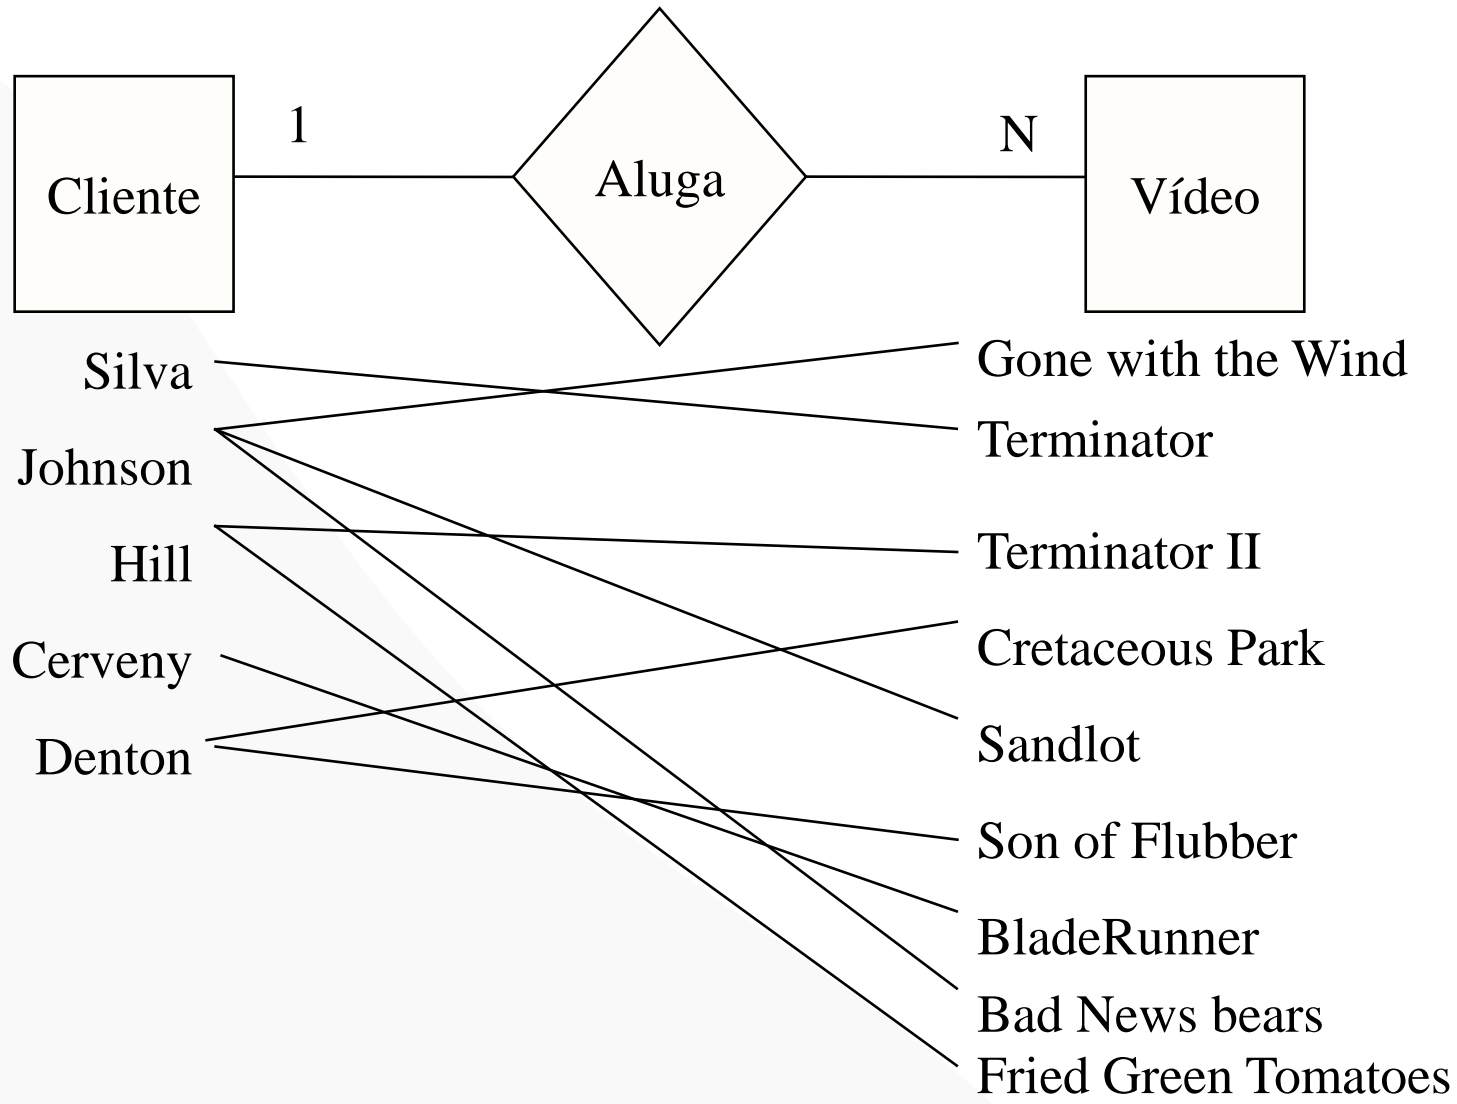 1
N
Cliente
Aluga
Vídeo
Silva
Johnson
Hill
Cerveny
Denton
Gone with the Wind
Terminator
Terminator II
Cretaceous Park
Sandlot
Son of Flubber
BladeRunner
Bad News bears
Fried Green Tomatoes